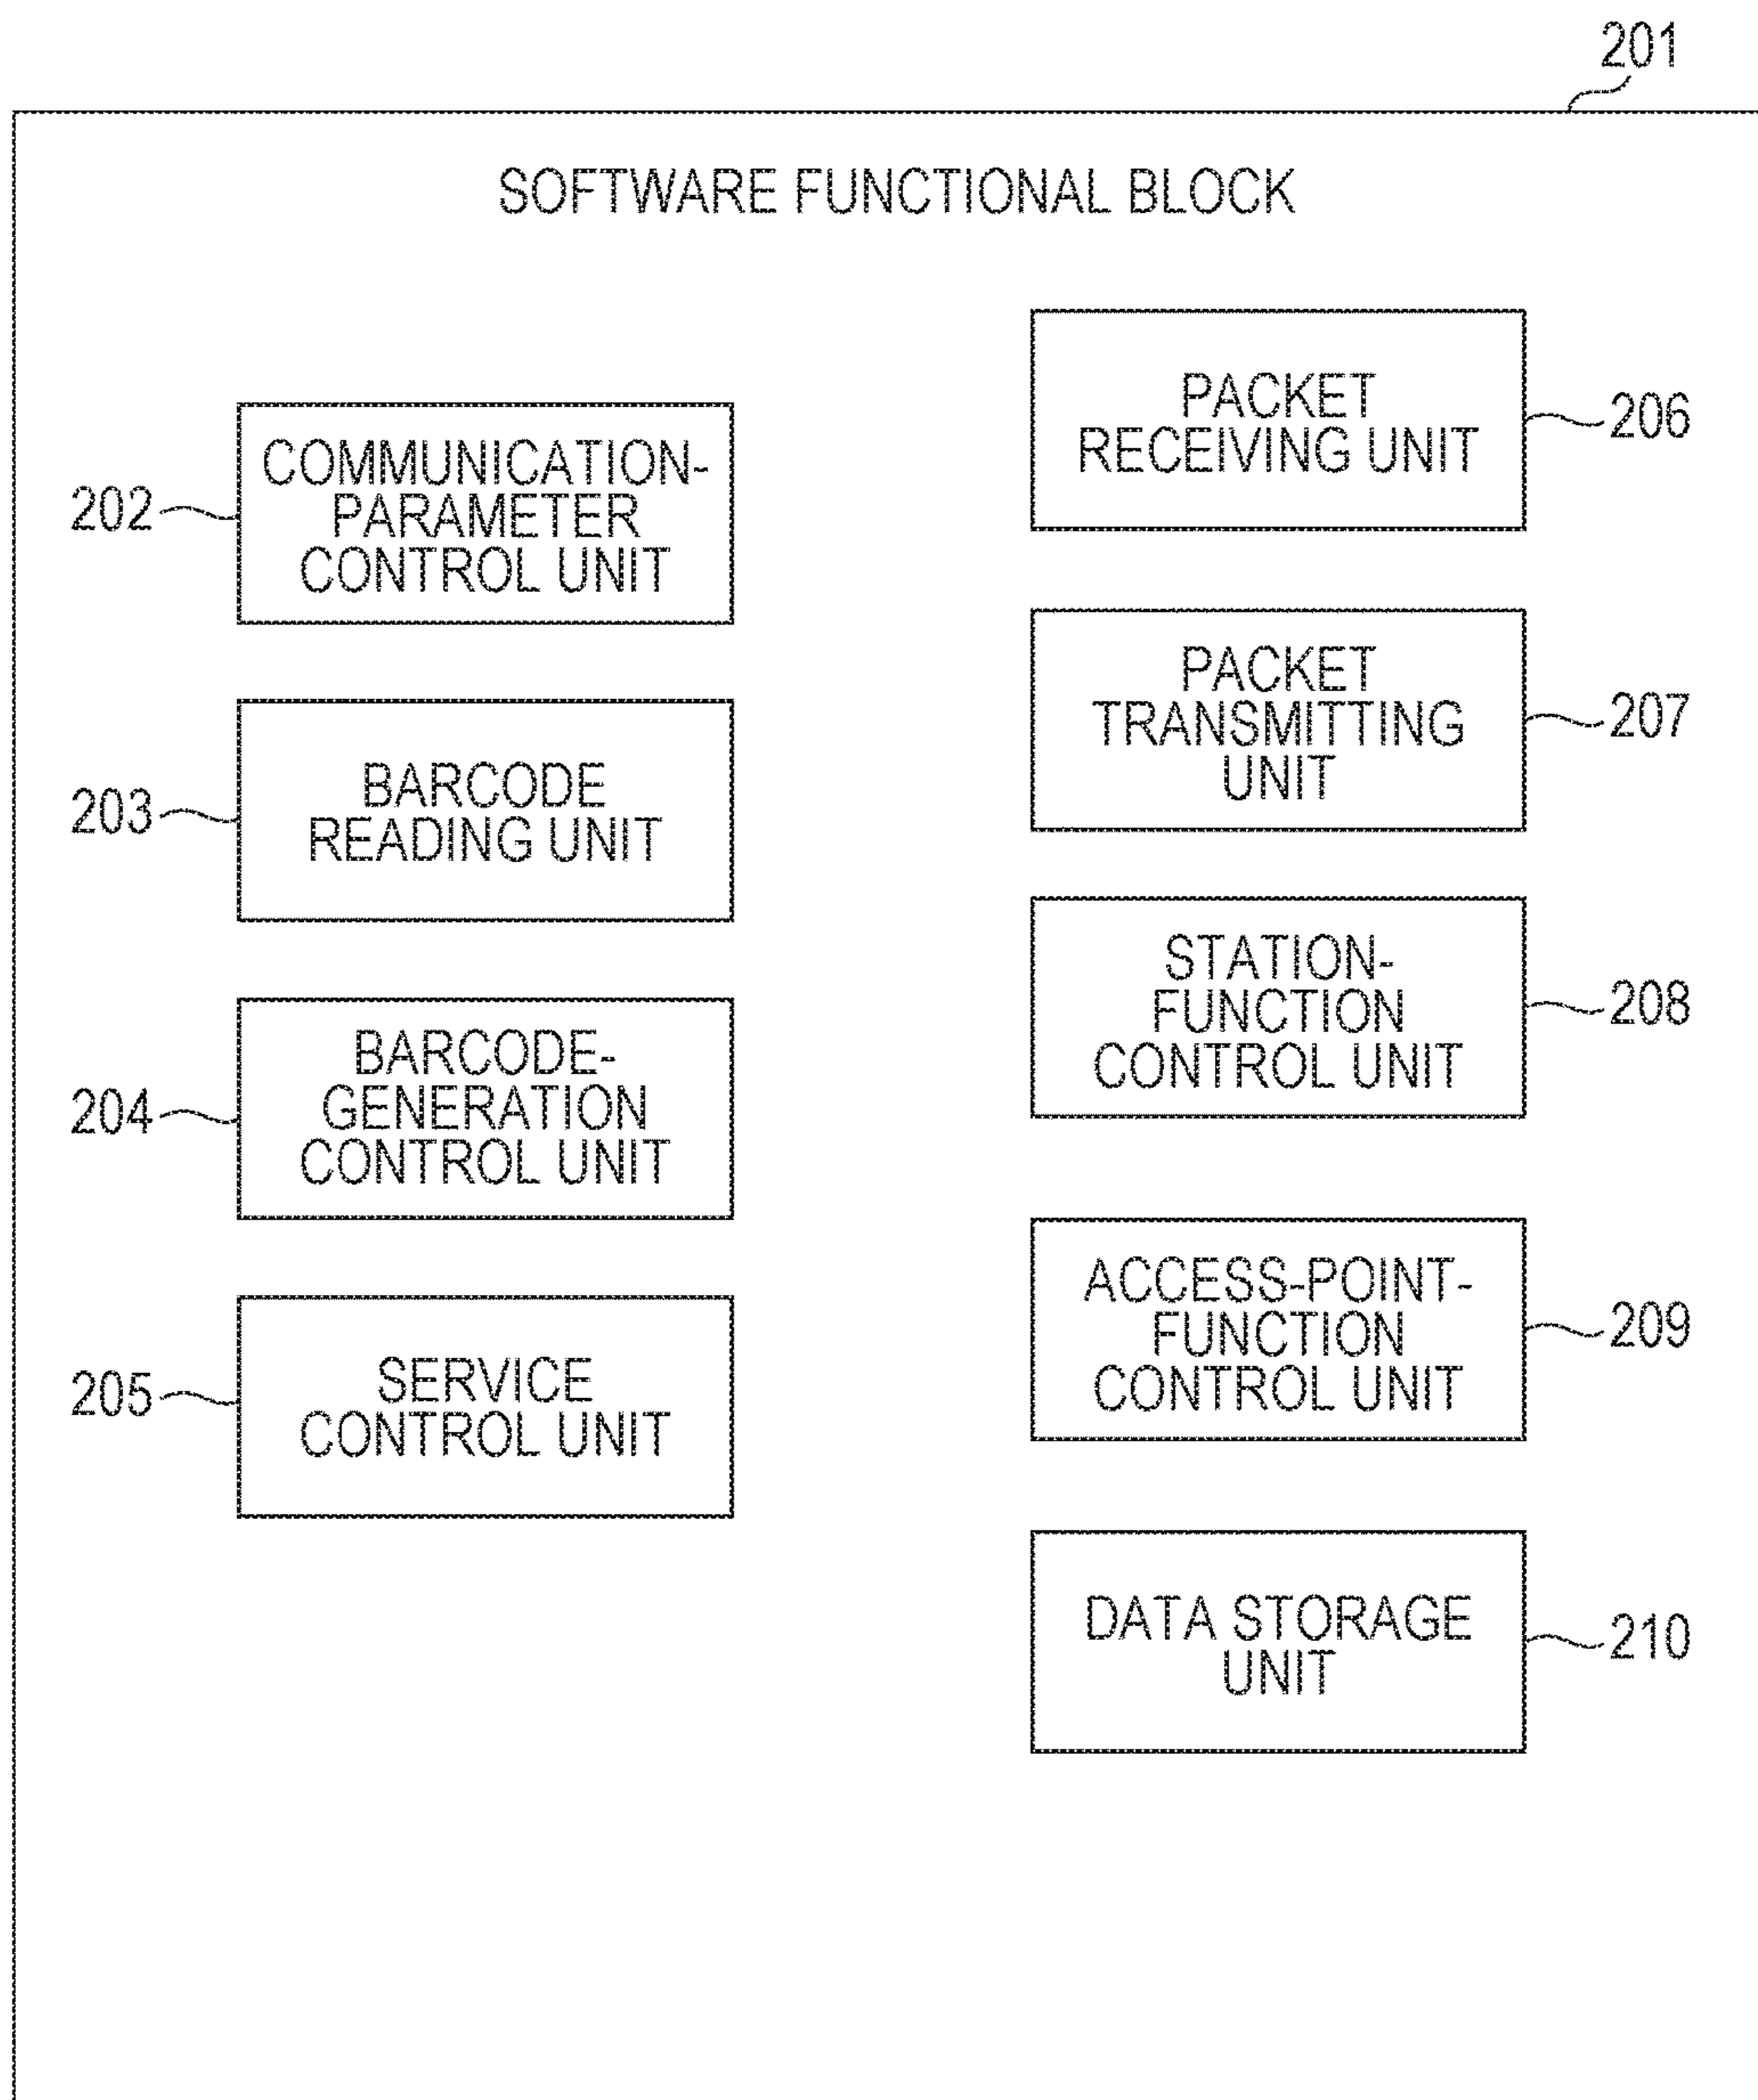 201
SOFTWARE FUNCTIONAL BLOCK
202
COMMUNICATION-
PARAMETER
CONTROL UNIT
203
BARCODE
READING UNIT
204
BARCODE-
GENERATION
CONTROL UNIT
205
SERVICE
CONTROL UNIT
PACKET
RECEIVING UNIT
206
PACKET
TRANSMITTING
UNIT
207
STATION-
FUNCTION
CONTROL UNIT
208
ACCESS-POINT-
FUNCTION
CONTROL UNIT
209
DATA STORAGE
UNIT
210